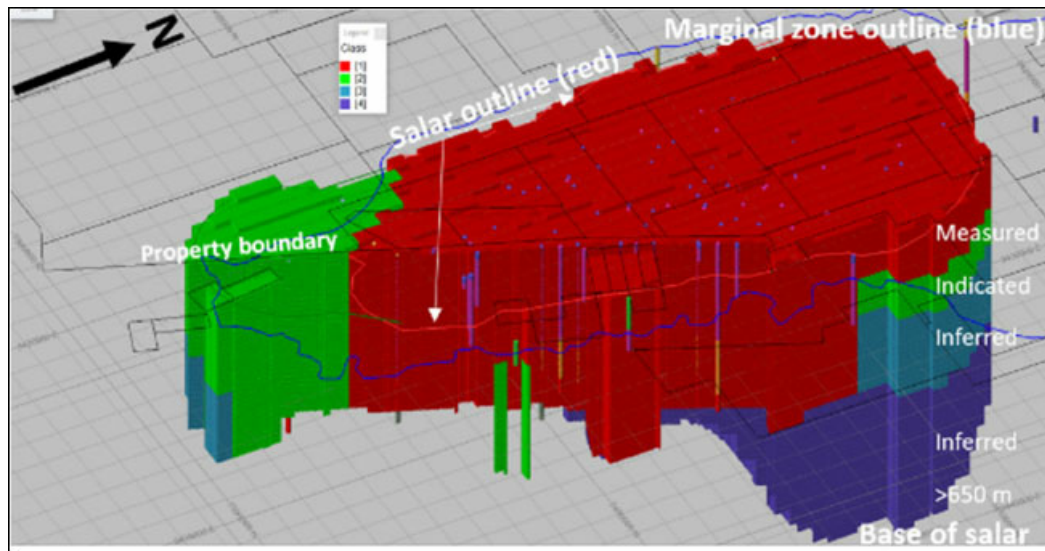 Marginal zone outline (blue)
N
Legend
Class
[1]
[2]
[3]
[4]
Salar outline (red)
Property boundary
Measured
Indicated
Inferred
Inferred
>650 m
Base of salar